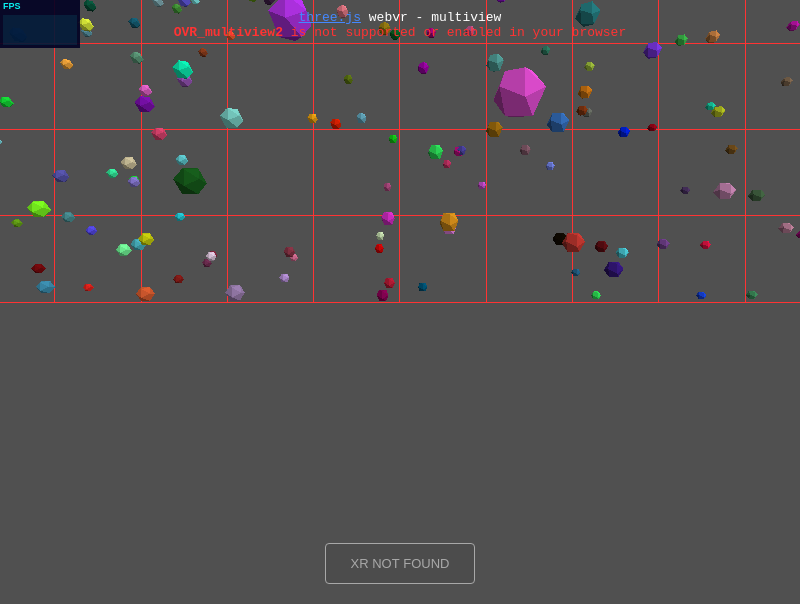 FPS
three.js webvr - multiview
OVR_multiview2 is not supported or enabled in your browser
XR NOT FOUND